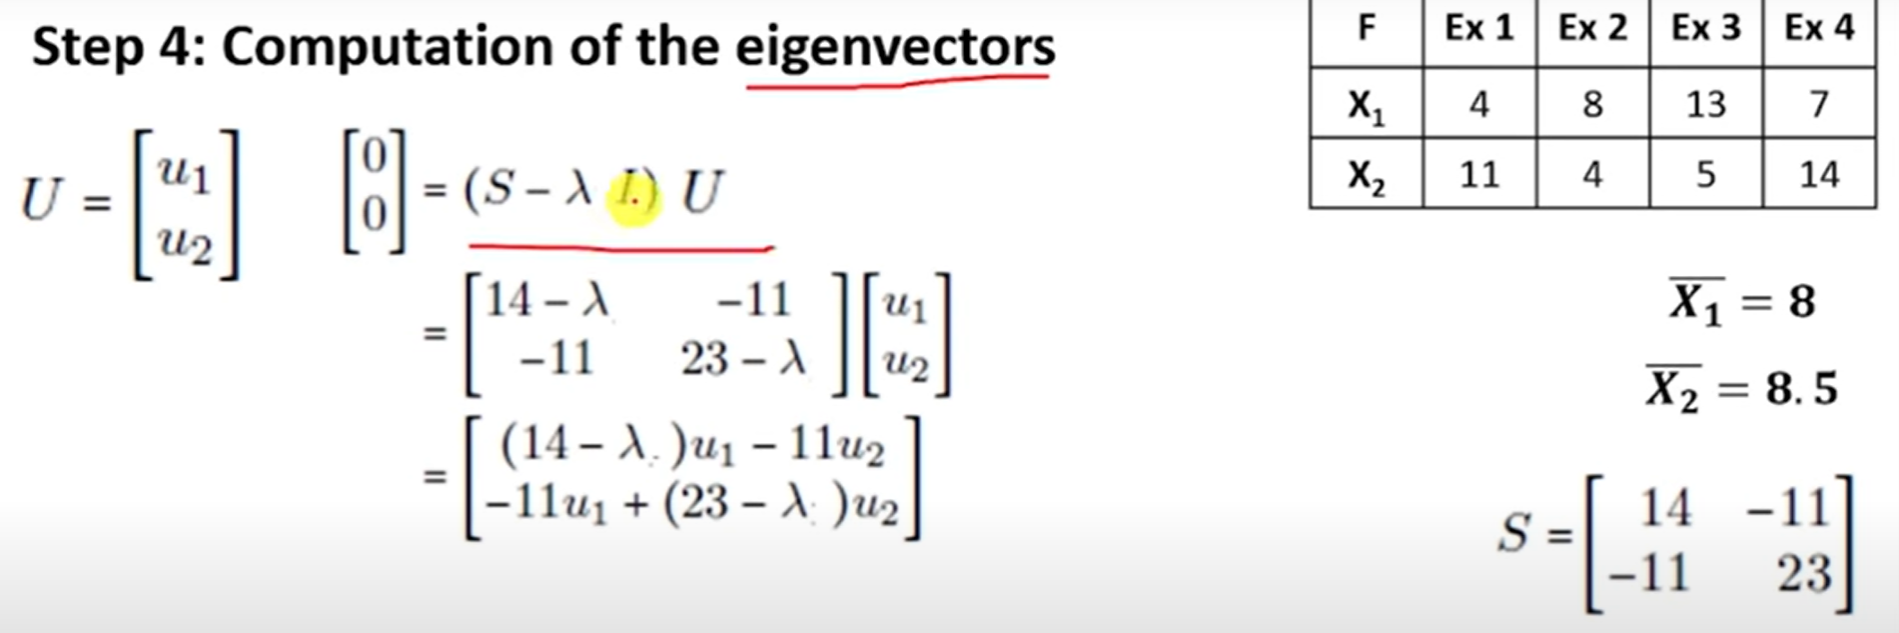 Step 4: Computation of the eigenvectors
U = [u1 u2] [0 0] = (S − λ I) U
= [14 − λ −11
−11 23 − λ] [u1 u2]
= [(14 − λ)u1 − 11u2
−11u1 + (23 − λ)u2]
F Ex 1 Ex 2 Ex 3 Ex 4
X1 4 8 13 7
X2 11 4 5 14
X̄1 = 8
X̄2 = 8.5
S = [14 −11
−11 23]